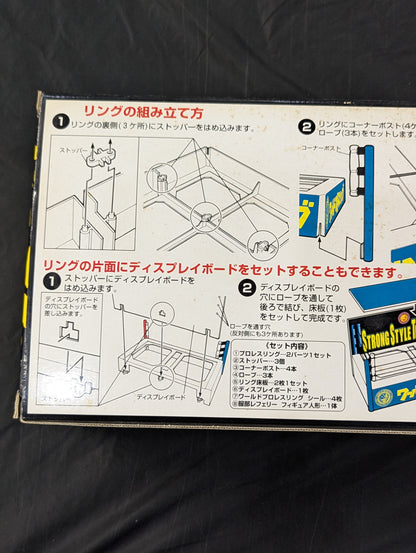 リングの組み立て方
1 リングの裏側(3ケ所)にストッパーをはめ込みます。
ストッパー
2 リングにコーナーポスト(4ケ
ロープ(3本)をセットします
コーナーポスト
リングの片面にディスプレイボードをセットすることもできます。
1 ストッパーにディスプレイボードを
はめ込みます。
ディスプレイボード
の穴にストッパーを
差し込みます。
ストッパー
ディスプレイボード
ロープを通す穴
(反対側にも3ケ所あります)
2 ディスプレイボードの
穴にロープを通して
後ろで結び、床板(1枚)
をセットして完成です。
STRONG STYLE
〈セット内容〉
①プロレスリング…2パーツ1セット
②ストッパー…3個
③コーナーポスト…4本
④ロープ…3本
⑤リング床板…2枚1セット
⑥ディスプレイボード…1枚
⑦ワールドプロレスリング シール…4枚
⑧服部レフェリー フィギュア人形…1体